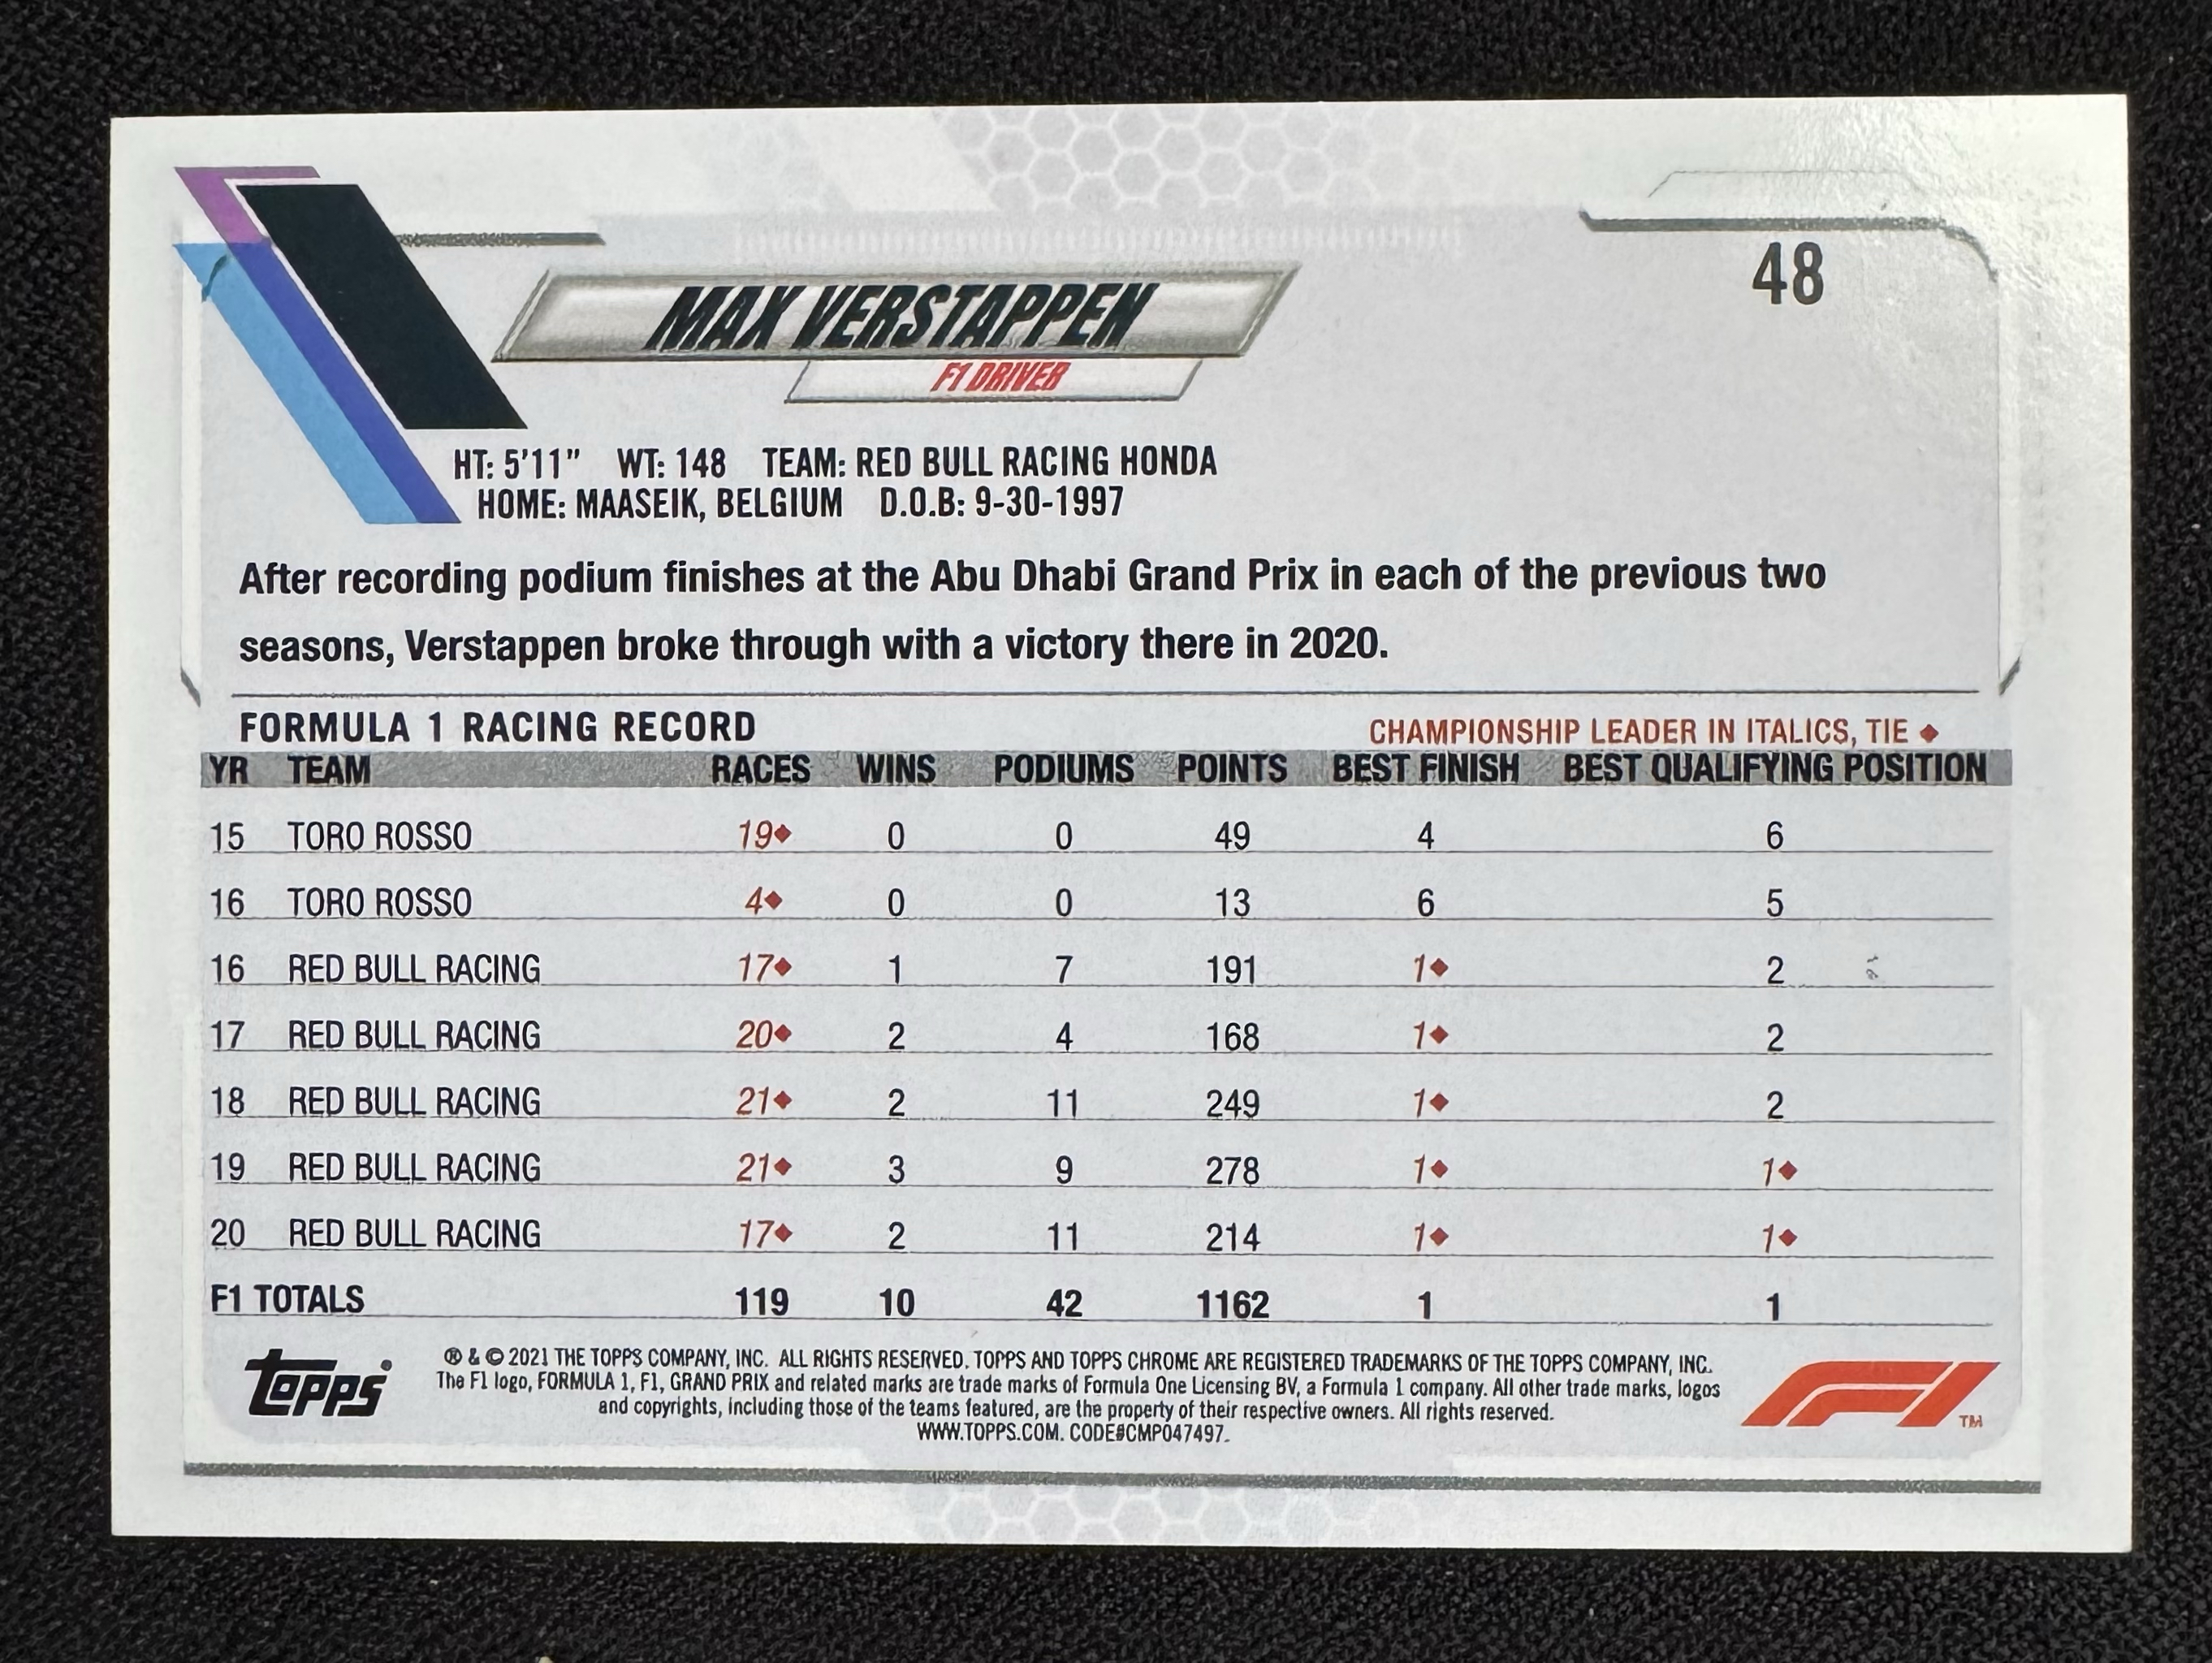 48
MAX VERSTAPPEN
F1 DRIVER
HT: 5'11" WT: 148 TEAM: RED BULL RACING HONDA
HOME: MAASEIK, BELGIUM D.O.B: 9-30-1997
After recording podium finishes at the Abu Dhabi Grand Prix in each of the previous two
seasons, Verstappen broke through with a victory there in 2020.
FORMULA 1 RACING RECORD CHAMPIONSHIP LEADER IN ITALICS, TIE ◆
YR TEAM RACES WINS PODIUMS POINTS BEST FINISH BEST QUALIFYING POSITION
15 TORO ROSSO 19◆ 0 0 49 4 6
16 TORO ROSSO 4◆ 0 0 13 6 5
16 RED BULL RACING 17◆ 1 7 191 1◆ 2
17 RED BULL RACING 20◆ 2 4 168 1◆ 2
18 RED BULL RACING 21◆ 2 11 249 1◆ 2
19 RED BULL RACING 21◆ 3 9 278 1◆ 1◆
20 RED BULL RACING 17◆ 2 11 214 1◆ 1◆
F1 TOTALS 119 10 42 1162 1 1
Topps
® & © 2021 THE TOPPS COMPANY, INC. ALL RIGHTS RESERVED. TOPPS AND TOPPS CHROME ARE REGISTERED TRADEMARKS OF THE TOPPS COMPANY, INC.
The F1 logo, FORMULA 1, F1, GRAND PRIX and related marks are trade marks of Formula One Licensing BV, a Formula 1 company. All other trade marks, logos
and copyrights, including those of the teams featured, are the property of their respective owners. All rights reserved.
WWW.TOPPS.COM. CODE#CMP047497.
F1 TM